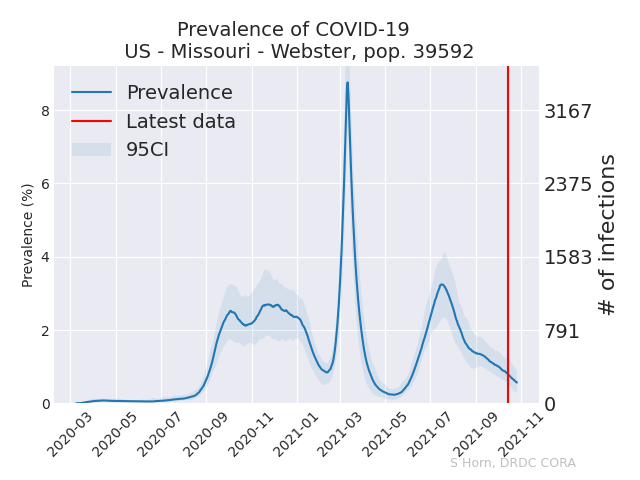 Prevalence of COVID-19
US - Missouri - Webster, pop. 39592
Prevalence
Latest data
95CI
Prevalence (%)
8
6
4
2
0
3167
2375
1583
791
0
# of infections
2020-03
2020-05
2020-07
2020-09
2020-11
2021-01
2021-03
2021-05
2021-07
2021-09
2021-11
S Horn, DRDC CORA